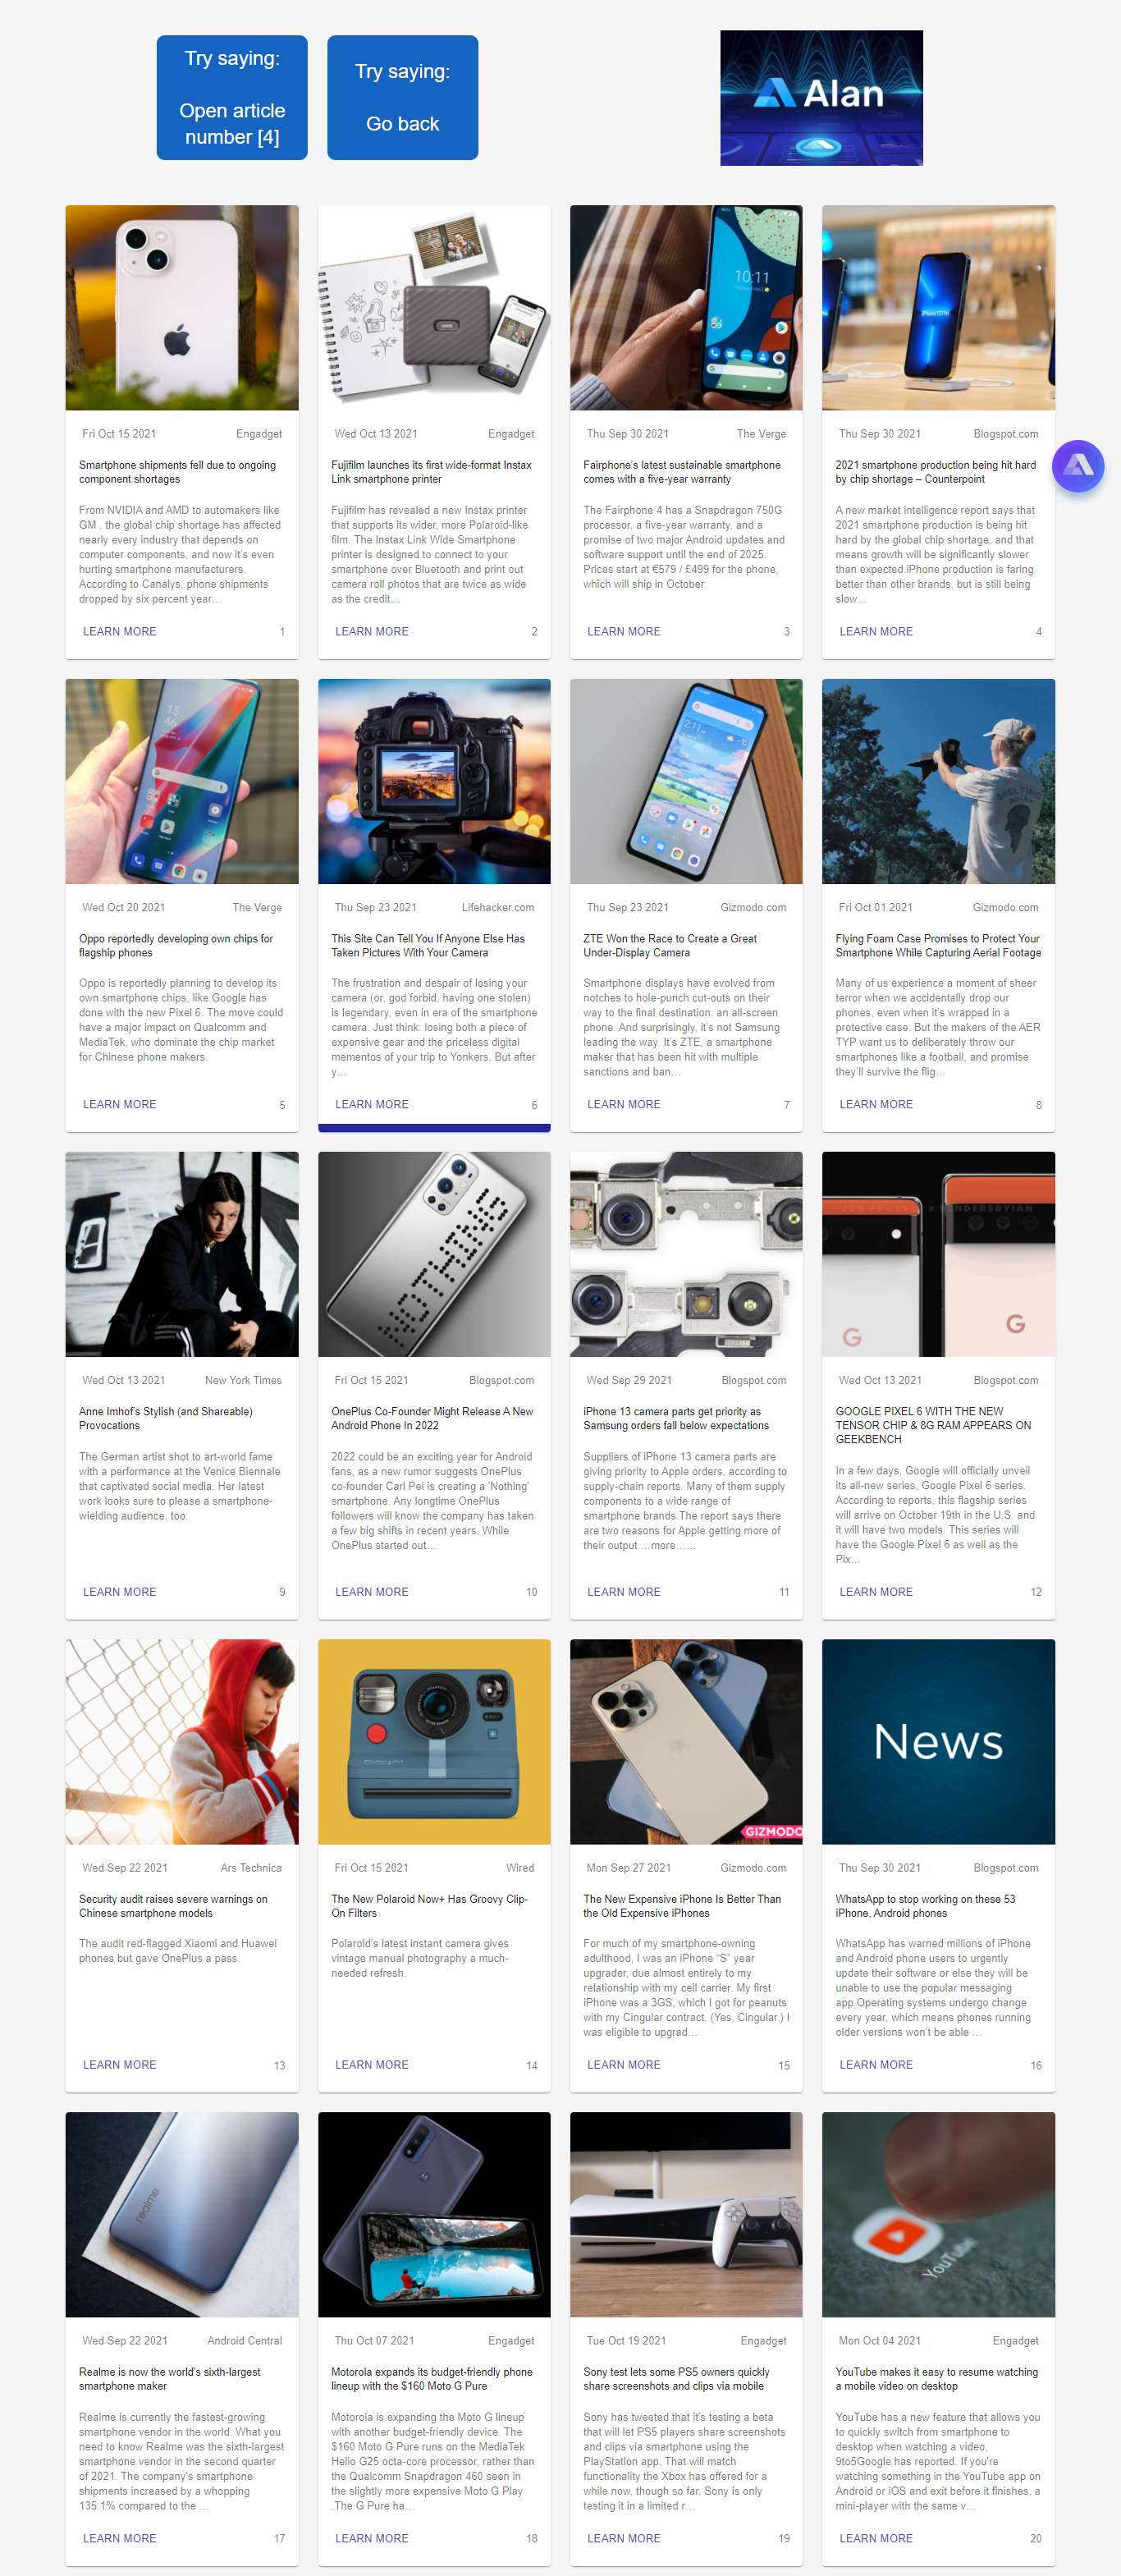 Try saying:
Open article
number [4]
Try saying:
Go back
Alan
10:11
Fri Oct 15 2021
Engadget
Smartphone shipments fell due to ongoing
component shortages
From NVIDIA and AMD to automakers like
GM , the global chip shortage has affected
nearly every industry that depends on
computer components, and now it's even
hurting smartphone manufacturers.
According to Canalys, phone shipments
dropped by six percent year…
LEARN MORE
1
Wed Oct 13 2021
Engadget
Fujifilm launches its first wide-format Instax
Link smartphone printer
Fujifilm has revealed a new Instax printer
that supports its wider, more Polaroid-like
film. The Instax Link Wide Smartphone
printer is designed to connect to your
smartphone over Bluetooth and print out
camera roll photos that are twice as wide
as the credit…
LEARN MORE
2
Thu Sep 30 2021
The Verge
Fairphone's latest sustainable smartphone
comes with a five-year warranty
The Fairphone 4 has a Snapdragon 750G
processor, a five-year warranty, and a
promise of two major Android updates and
software support until the end of 2025.
Prices start at €579 / £499 for the phone,
which will ship in October.
LEARN MORE
3
Thu Sep 30 2021
Blogspot.com
2021 smartphone production being hit hard
by chip shortage – Counterpoint
A new market intelligence report says that
2021 smartphone production is being hit
hard by the global chip shortage, and that
means growth will be significantly slower
than expected.iPhone production is faring
better than other brands, but is still being
slow…
LEARN MORE
4
15
46
2:11
Wed Oct 20 2021
The Verge
Oppo reportedly developing own chips for
flagship phones
Oppo is reportedly planning to develop its
own smartphone chips, like Google has
done with the new Pixel 6. The move could
have a major impact on Qualcomm and
MediaTek, who dominate the chip market
for Chinese phone makers.
LEARN MORE
5
Thu Sep 23 2021
Lifehacker.com
This Site Can Tell You If Anyone Else Has
Taken Pictures With Your Camera
The frustration and despair of losing your
camera (or, god forbid, having one stolen)
is legendary, even in era of the smartphone
camera. Just think: losing both a piece of
expensive gear and the priceless digital
mementos of your trip to Yonkers. But after
y…
LEARN MORE
6
Thu Sep 23 2021
Gizmodo.com
ZTE Won the Race to Create a Great
Under-Display Camera
Smartphone displays have evolved from
notches to hole-punch cut-outs on their
way to the final destination: an all-screen
phone. And surprisingly, it's not Samsung
leading the way. It's ZTE, a smartphone
maker that has been hit with multiple
sanctions and ban…
LEARN MORE
7
Fri Oct 01 2021
Gizmodo.com
Flying Foam Case Promises to Protect Your
Smartphone While Capturing Aerial Footage
Many of us experience a moment of sheer
terror when we accidentally drop our
phones, even when it's wrapped in a
protective case. But the makers of the AER
TYP want us to deliberately throw our
smartphones like a football, and promise
they'll survive the flig…
LEARN MORE
8
G
G
Wed Oct 13 2021
New York Times
Anne Imhof's Stylish (and Shareable)
Provocations
The German artist shot to art-world fame
with a performance at the Venice Biennale
that captivated social media. Her latest
work looks sure to please a smartphone-
wielding audience, too.
LEARN MORE
9
Fri Oct 15 2021
Blogspot.com
OnePlus Co-Founder Might Release A New
Android Phone In 2022
2022 could be an exciting year for Android
fans, as a new rumor suggests OnePlus
co-founder Carl Pei is creating a 'Nothing'
smartphone. Any longtime OnePlus
followers will know the company has taken
a few big shifts in recent years. While
OnePlus started out…
LEARN MORE
10
Wed Sep 29 2021
Blogspot.com
iPhone 13 camera parts get priority as
Samsung orders fall below expectations
Suppliers of iPhone 13 camera parts are
giving priority to Apple orders, according to
supply-chain reports. Many of them supply
components to a wide range of
smartphone brands.The report says there
are two reasons for Apple getting more of
their output …more……
LEARN MORE
11
Wed Oct 13 2021
Blogspot.com
GOOGLE PIXEL 6 WITH THE NEW
TENSOR CHIP & 8G RAM APPEARS ON
GEEKBENCH
In a few days, Google will officially unveil
its all-new series, Google Pixel 6 series.
According to reports, this flagship series
will arrive on October 19th in the U.S. and
it will have two models. This series will
have the Google Pixel 6 as well as the
Pix…
LEARN MORE
12
GIZMODO
News
Wed Sep 22 2021
Ars Technica
Security audit raises severe warnings on
Chinese smartphone models
The audit red-flagged Xiaomi and Huawei
phones but gave OnePlus a pass.
LEARN MORE
13
Fri Oct 15 2021
Wired
The New Polaroid Now+ Has Groovy Clip-
On Filters
Polaroid's latest instant camera gives
vintage manual photography a much-
needed refresh.
LEARN MORE
14
Mon Sep 27 2021
Gizmodo.com
The New Expensive iPhone Is Better Than
the Old Expensive iPhones
For much of my smartphone-owning
adulthood, I was an iPhone "S" year
upgrader, due almost entirely to my
relationship with my cell carrier. My first
iPhone was a 3GS, which I got for peanuts
with my Cingular contract. (Yes, Cingular.) I
was eligible to upgrad…
LEARN MORE
15
Thu Sep 30 2021
Blogspot.com
WhatsApp to stop working on these 53
iPhone, Android phones
WhatsApp has warned millions of iPhone
and Android phone users to urgently
update their software or else they will be
unable to use the popular messaging
app.Operating systems undergo change
every year, which means phones running
older versions won't be able …
LEARN MORE
16
realme
YouTube
Wed Sep 22 2021
Android Central
Realme is now the world's sixth-largest
smartphone maker
Realme is currently the fastest-growing
smartphone vendor in the world. What you
need to know Realme was the sixth-largest
smartphone vendor in the second quarter
of 2021. The company's smartphone
shipments increased by a whopping
135.1% compared to the …
LEARN MORE
17
Thu Oct 07 2021
Engadget
Motorola expands its budget-friendly phone
lineup with the $160 Moto G Pure
Motorola is expanding the Moto G lineup
with another budget-friendly device. The
$160 Moto G Pure runs on the MediaTek
Helio G25 octa-core processor, rather than
the Qualcomm Snapdragon 460 seen in
the slightly more expensive Moto G Play
.The G Pure ha…
LEARN MORE
18
Tue Oct 19 2021
Engadget
Sony test lets some PS5 owners quickly
share screenshots and clips via mobile
Sony has tweeted that it's testing a beta
that will let PS5 players share screenshots
and clips via smartphone using the
PlayStation app. That will match
functionality the Xbox has offered for a
while now, though so far, Sony is only
testing it in a limited r…
LEARN MORE
19
Mon Oct 04 2021
Engadget
YouTube makes it easy to resume watching
a mobile video on desktop
YouTube has a new feature that allows you
to quickly switch from smartphone to
desktop when watching a video,
9to5Google has reported. If you're
watching something in the YouTube app on
Android or iOS and exit before it finishes, a
mini-player with the same v…
LEARN MORE
20